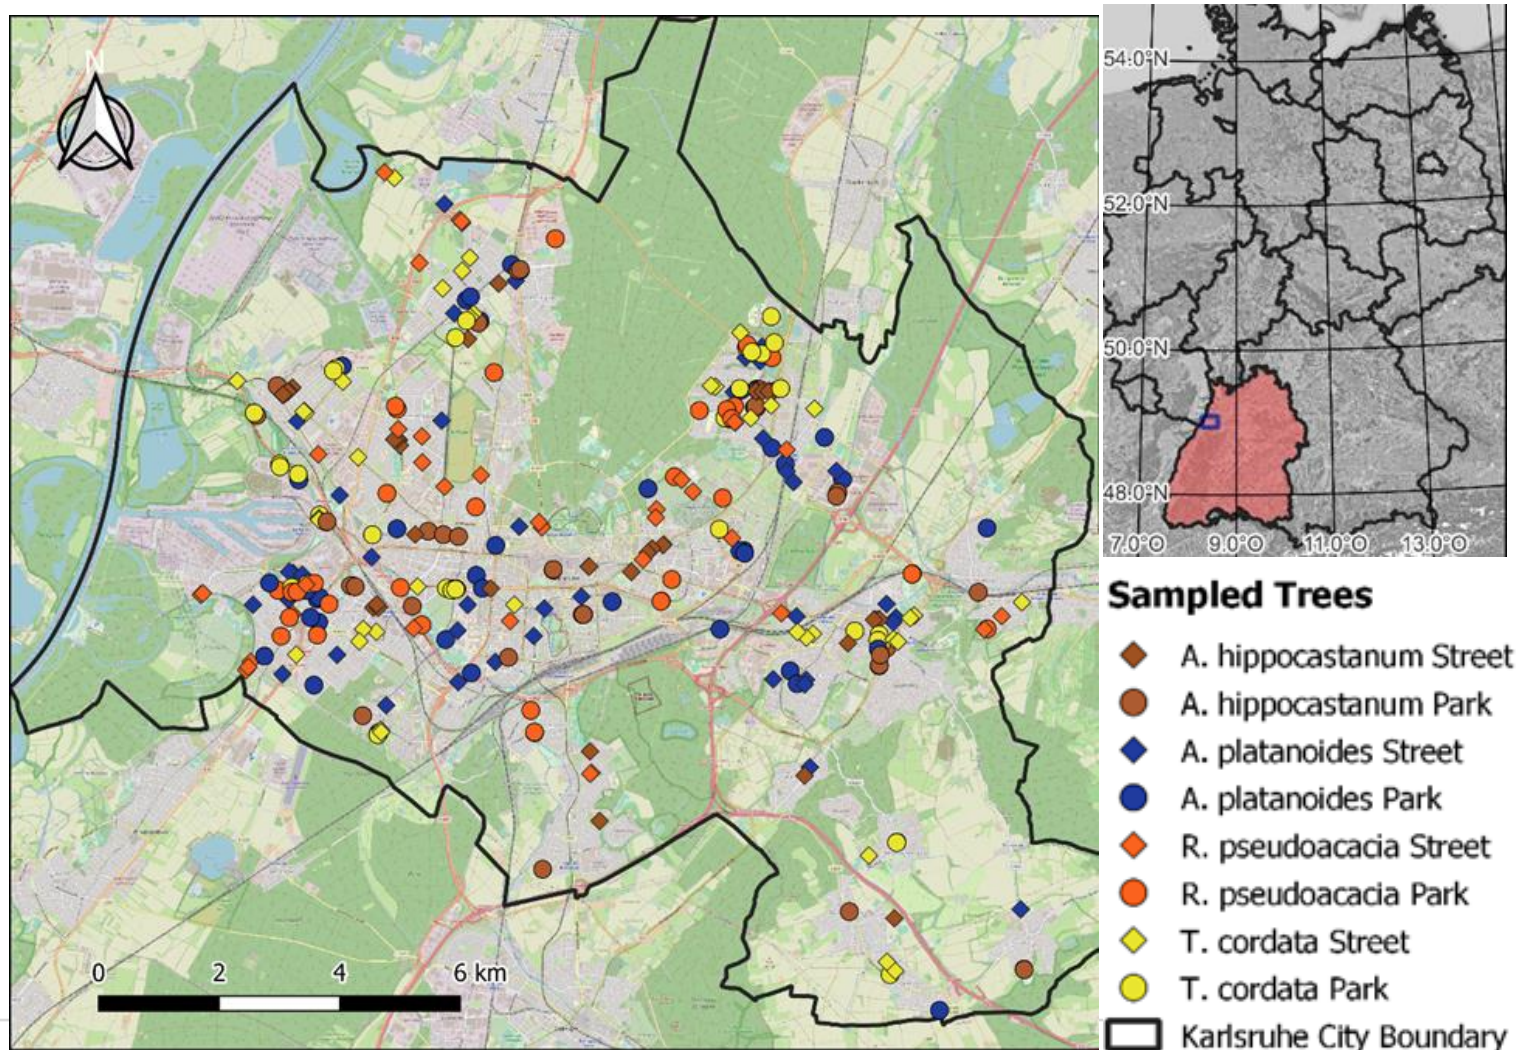 N
0 2 4 6 km
54.0°N
52.0°N
50.0°N
48.0°N
7.0°O 9.0°O 11.0°O 13.0°O
Sampled Trees
A. hippocastanum Street
A. hippocastanum Park
A. platanoides Street
A. platanoides Park
R. pseudoacacia Street
R. pseudoacacia Park
T. cordata Street
T. cordata Park
Karlsruhe City Boundary